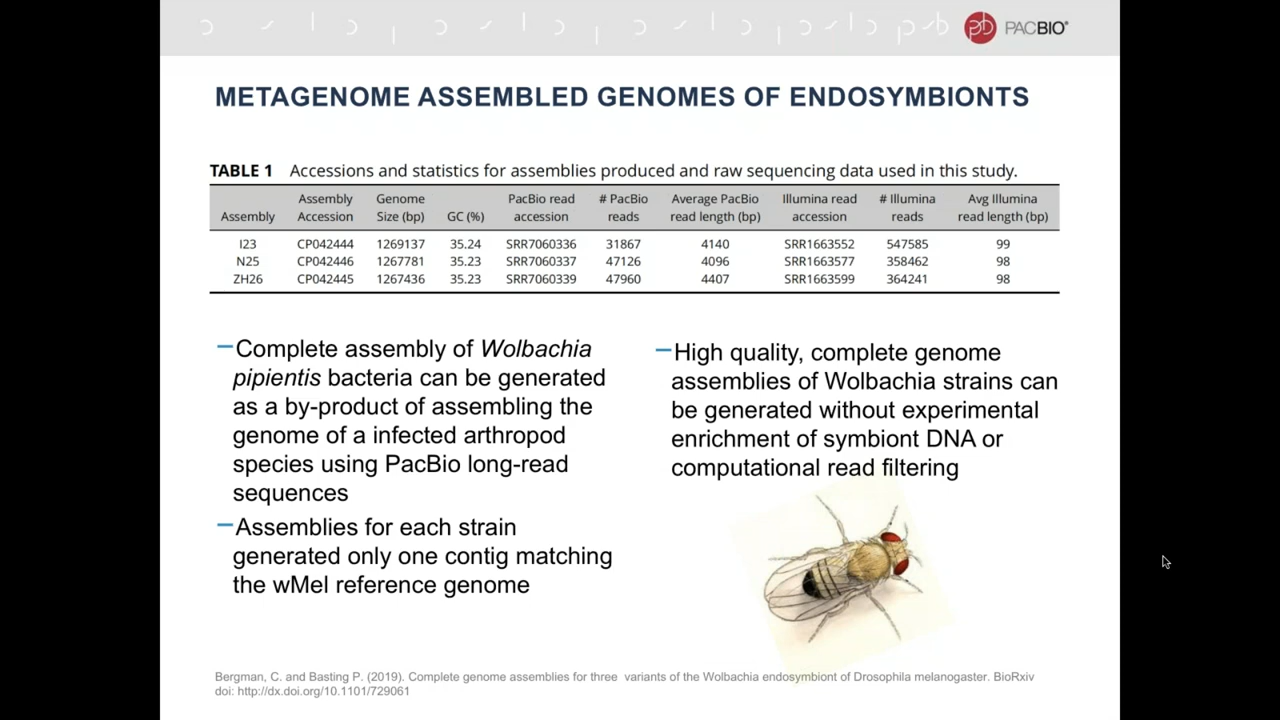 PACBIO®
METAGENOME ASSEMBLED GENOMES OF ENDOSYMBIONTS
TABLE 1 Accessions and statistics for assemblies produced and raw sequencing data used in this study.
Assembly Genome PacBio read # PacBio Average PacBio Illumina read # Illumina Avg Illumina
Assembly Accession Size (bp) GC (%) accession reads read length (bp) accession reads read length (bp)
I23 CP042444 1269137 35.24 SRR7060336 31867 4140 SRR1663552 547585 99
N25 CP042446 1267781 35.23 SRR7060337 47126 4096 SRR1663577 358462 98
ZH26 CP042445 1267436 35.23 SRR7060339 47960 4407 SRR1663599 364241 98
–Complete assembly of Wolbachia
pipientis bacteria can be generated
as a by-product of assembling the
genome of a infected arthropod
species using PacBio long-read
sequences
–Assemblies for each strain
generated only one contig matching
the wMel reference genome
–High quality, complete genome
assemblies of Wolbachia strains can
be generated without experimental
enrichment of symbiont DNA or
computational read filtering
Bergman, C. and Basting P. (2019). Complete genome assemblies for three variants of the Wolbachia endosymbiont of Drosophila melanogaster. BioRxiv
doi: http://dx.doi.org/10.1101/729061